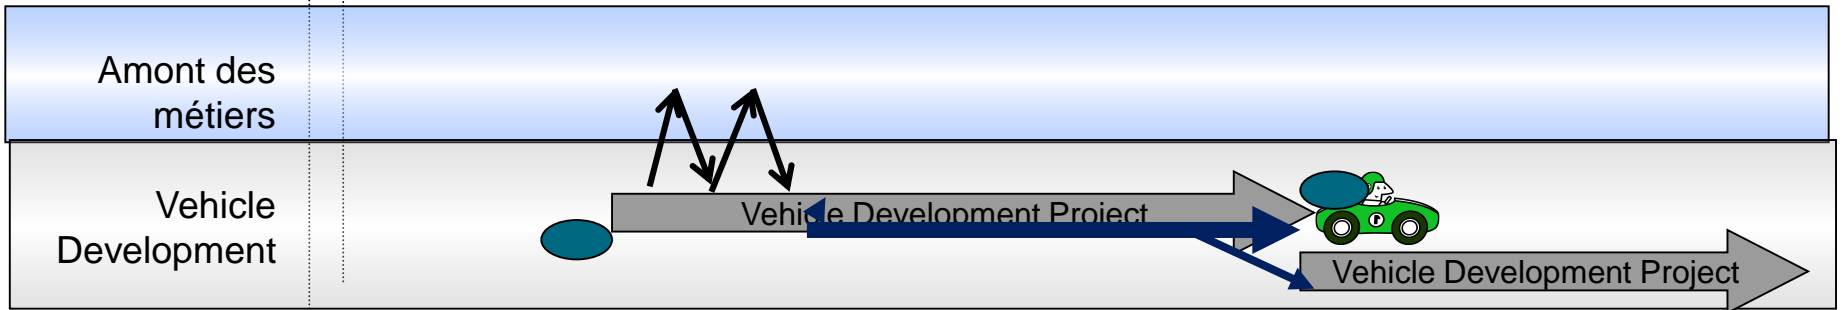 Amont des
métiers
Vehicle
Development
Vehicle Development Project
Vehicle Development Project